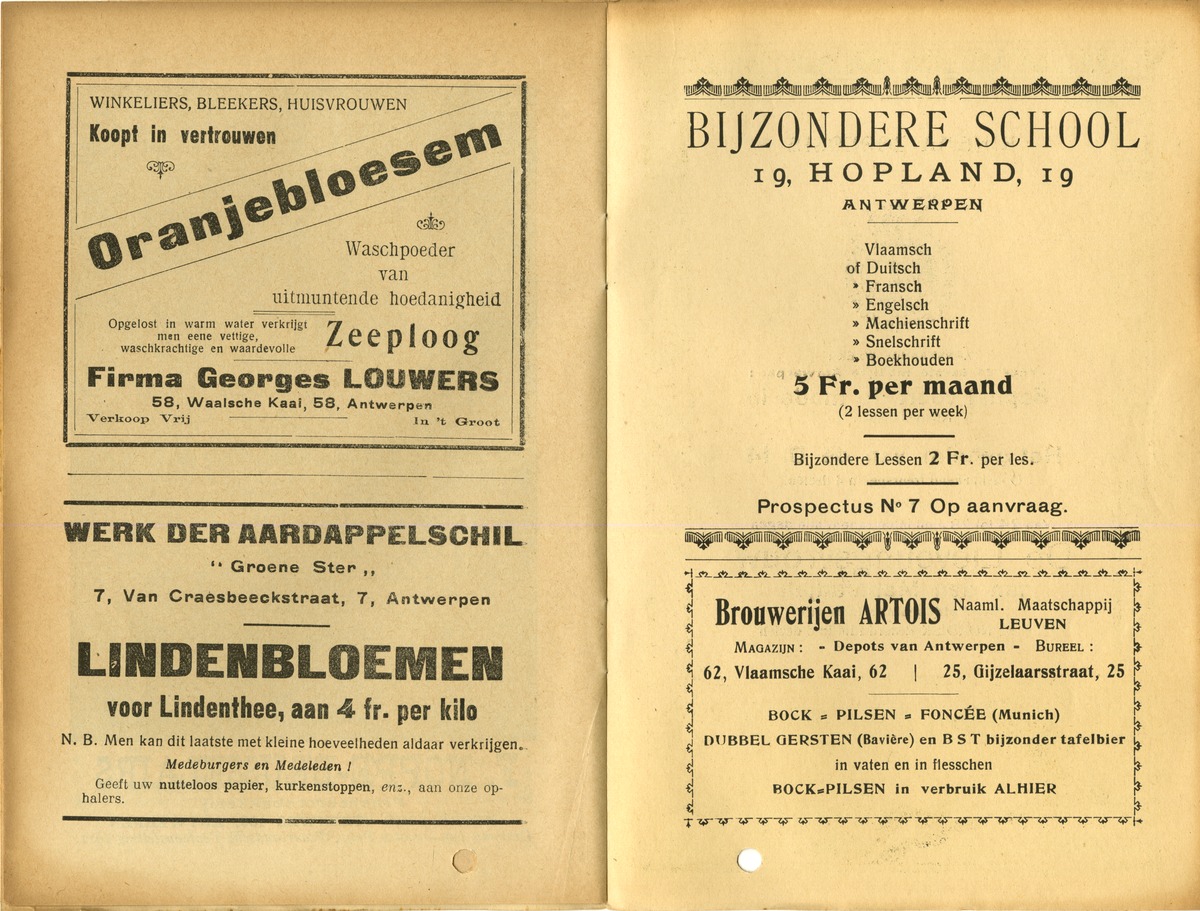 WINKELIERS, BLEEKERS, HUISVROUWEN
Koopt in vertrouwen
Oranjebloesem
Waschpoeder
van
uitmuntende hoedanigheid
Opgelost in warm water verkrijgt
men eene vettige,
waschkrachtige en waardevolle
Zeeploog
Firma Georges LOUWERS
58, Waalsche Kaai, 58, Antwerpen
Verkoop Vrij In 't Groot
WERK DER AARDAPPELSCHIL
“ Groene Ster ,,
7, Van Craesbeeckstraat, 7, Antwerpen
LINDENBLOEMEN
voor Lindenthee, aan 4 fr. per kilo
N. B. Men kan dit laatste met kleine hoeveelheden aldaar verkrijgen.
Medeburgers en Medeleden !
Geeft uw nutteloos papier, kurkenstoppen, enz., aan onze op-
halers.
BIJZONDERE SCHOOL
19, HOPLAND, 19
ANTWERPEN
Vlaamsch
of Duitsch
» Fransch
» Engelsch
» Machienschrift
» Snelschrift
» Boekhouden
5 Fr. per maand
(2 lessen per week)
Bijzondere Lessen 2 Fr. per les.
Prospectus No 7 Op aanvraag.
Brouwerijen ARTOIS Naaml. Maatschappij
LEUVEN
MAGAZIJN : - Depots van Antwerpen - BUREEL :
62, Vlaamsche Kaai, 62 | 25, Gijzelaarsstraat, 25
BOCK = PILSEN = FONCÉE (Munich)
DUBBEL GERSTEN (Bavière) en B S T bijzonder tafelbier
in vaten en in flesschen
BOCK=PILSEN in verbruik ALHIER